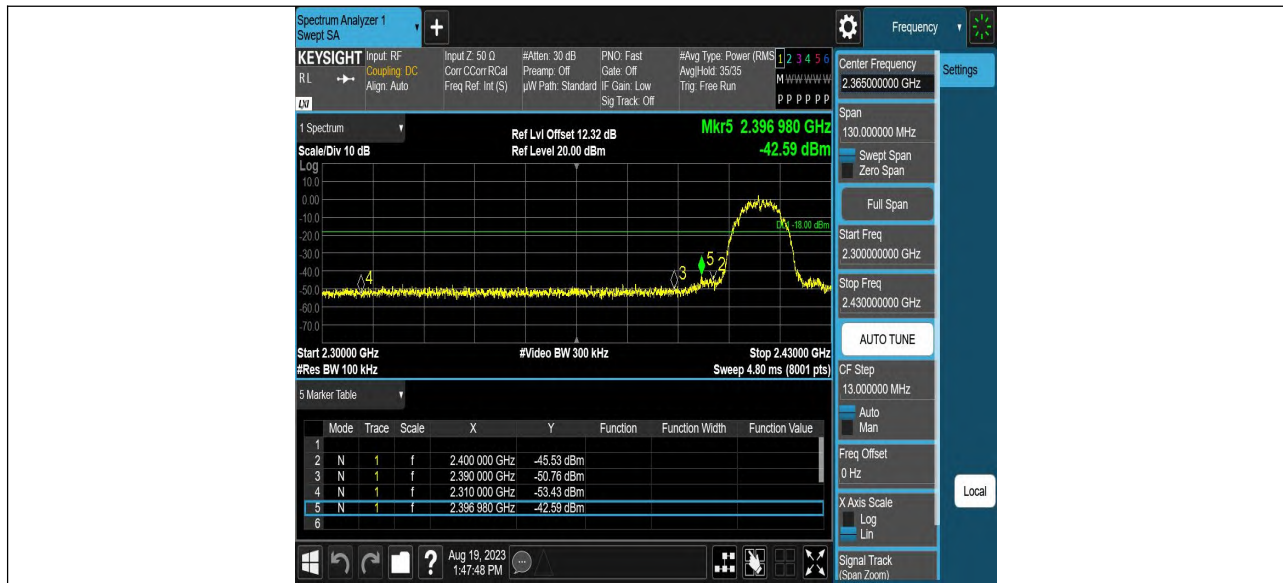 Spectrum Analyzer 1
Swept SA
+
Frequency
KEYSIGHT
Input: RF
Input Z: 50 Ω
#Atten: 30 dB
PNO: Fast
#Avg Type: Power (RMS
1 2 3 4 5 6
R L
Coupling: DC
Corr CCorr RCal
Preamp: Off
Gate: Off
Avg|Hold: 35/35
M W W W W W
Align: Auto
Freq Ref: Int (S)
µW Path: Standard
IF Gain: Low
Trig: Free Run
Sig Track: Off
P P P P P P
LXI
Center Frequency
2.365000000 GHz
Settings
Span
130.000000 MHz
Swept Span
Zero Span
Full Span
Start Freq
2.300000000 GHz
Stop Freq
2.430000000 GHz
AUTO TUNE
CF Step
13.000000 MHz
Auto
Man
Freq Offset
0 Hz
X Axis Scale
Log
Lin
Signal Track
(Span Zoom)
Local
1 Spectrum
Ref Lvl Offset 12.32 dB
Mkr5 2.396 980 GHz
Scale/Div 10 dB
Ref Level 20.00 dBm
-42.59 dBm
Log
10.0
0.00
-10.0
DL1 -18.00 dBm
-20.0
-30.0
-40.0
-50.0
-60.0
-70.0
4
3
5
2
Start 2.30000 GHz
#Video BW 300 kHz
Stop 2.43000 GHz
#Res BW 100 kHz
Sweep 4.80 ms (8001 pts)
5 Marker Table
Mode Trace Scale X Y Function Function Width Function Value
1
2 N 1 f 2.400 000 GHz -45.53 dBm
3 N 1 f 2.390 000 GHz -50.76 dBm
4 N 1 f 2.310 000 GHz -53.43 dBm
5 N 1 f 2.396 980 GHz -42.59 dBm
6
?
Aug 19, 2023
1:47:48 PM